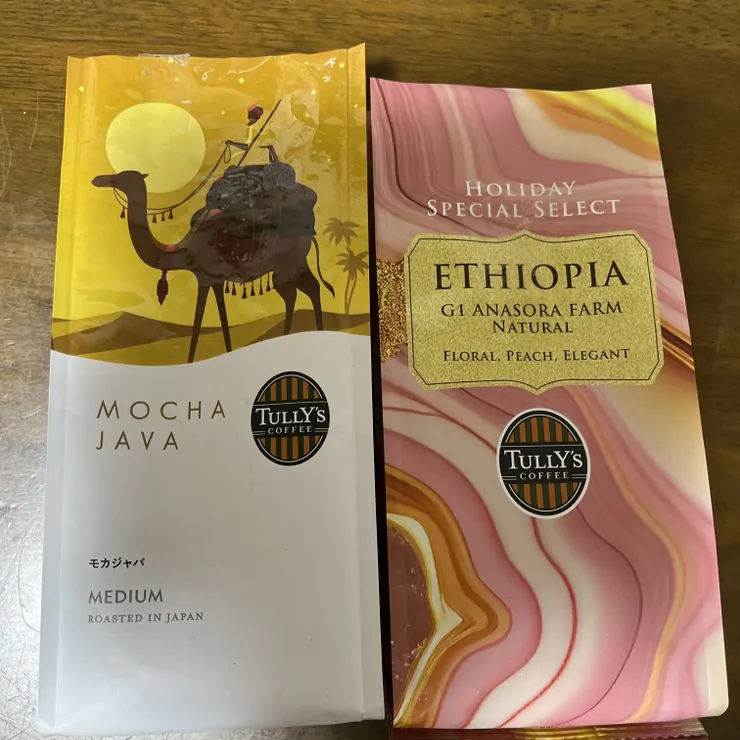 MOCHA
JAVA
TULLY'S
COFFEE
モカジャバ
MEDIUM
ROASTED IN JAPAN
HOLIDAY
SPECIAL SELECT
ETHIOPIA
G1 ANASORA FARM
NATURAL
FLORAL, PEACH, ELEGANT
TULLY'S
COFFEE